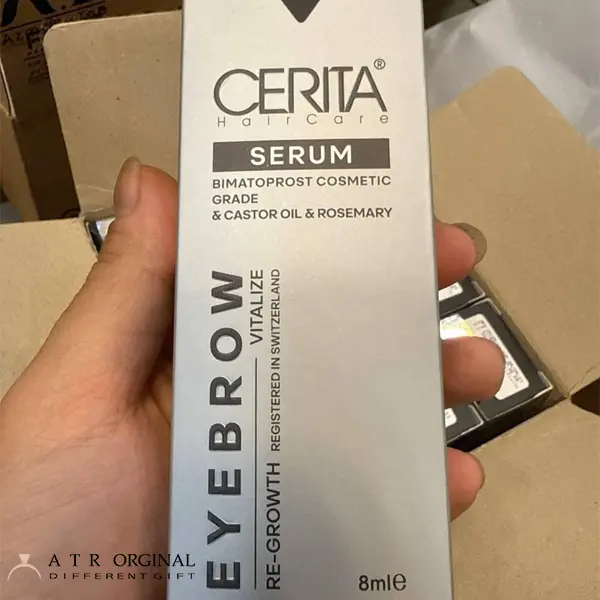 CERITA®
HairCare
SERUM
BIMATOPROST COSMETIC
GRADE
& CASTOR OIL & ROSEMARY
EYEBROW
VITALIZE
RE-GROWTH REGISTERED IN SWITZERLAND
8ml℮
A T R ORGINAL
DIFFERENT GIFT